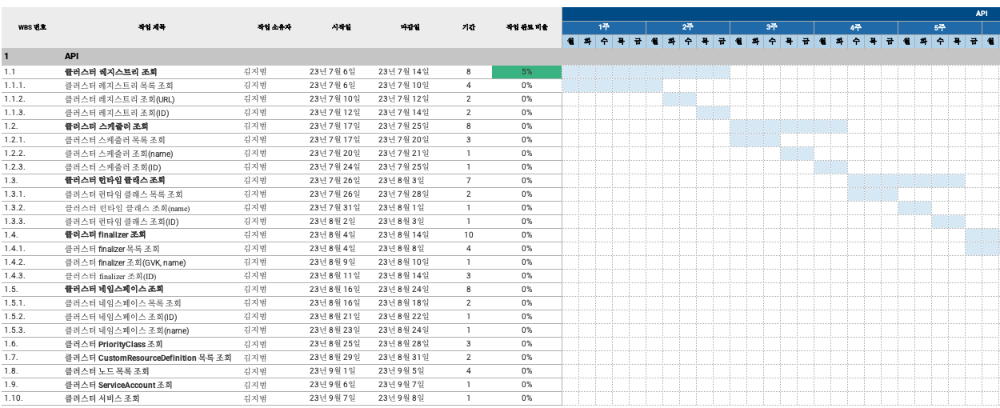 API
WBS 번호 작업 제목 작업 소유자 시작일 마감일 기간 작업 완료 비율 1주 2주 3주 4주 5주
월 화 수 목 금 월 화 수 목 금 월 화 수 목 금 월 화 수 목 금 월 화 수 목 금 월
1 API
1.1 클러스터 레지스트리 조회 김지범 23년 7월 6일 23년 7월 14일 8 5%
1.1.1. 클러스터 레지스트리 목록 조회 김지범 23년 7월 6일 23년 7월 10일 4 0%
1.1.2. 클러스터 레지스트리 조회(URL) 김지범 23년 7월 10일 23년 7월 12일 2 0%
1.1.3. 클러스터 레지스트리 조회(ID) 김지범 23년 7월 12일 23년 7월 14일 2 0%
1.2. 클러스터 스케줄러 조회 김지범 23년 7월 17일 23년 7월 25일 8 0%
1.2.1. 클러스터 스케줄러 목록 조회 김지범 23년 7월 17일 23년 7월 20일 3 0%
1.2.2. 클러스터 스케줄러 조회(name) 김지범 23년 7월 20일 23년 7월 21일 1 0%
1.2.3. 클러스터 스케줄러 조회(ID) 김지범 23년 7월 24일 23년 7월 25일 1 0%
1.3. 클러스터 런타임 클래스 조회 김지범 23년 7월 26일 23년 8월 3일 7 0%
1.3.1. 클러스터 런타임 클래스 목록 조회 김지범 23년 7월 26일 23년 7월 28일 2 0%
1.3.2. 클러스터 런타임 클래스 조회(name) 김지범 23년 7월 31일 23년 8월 1일 1 0%
1.3.3. 클러스터 런타임 클래스 조회(ID) 김지범 23년 8월 2일 23년 8월 3일 1 0%
1.4. 클러스터 finalizer 조회 김지범 23년 8월 4일 23년 8월 14일 10 0%
1.4.1. 클러스터 finalizer 목록 조회 김지범 23년 8월 4일 23년 8월 8일 4 0%
1.4.2. 클러스터 finalizer 조회(GVK, name) 김지범 23년 8월 9일 23년 8월 10일 1 0%
1.4.3. 클러스터 finalizer 조회(ID) 김지범 23년 8월 11일 23년 8월 14일 3 0%
1.5. 클러스터 네임스페이스 조회 김지범 23년 8월 16일 23년 8월 24일 8 0%
1.5.1. 클러스터 네임스페이스 목록 조회 김지범 23년 8월 16일 23년 8월 18일 2 0%
1.5.2. 클러스터 네임스페이스 조회(ID) 김지범 23년 8월 21일 23년 8월 22일 1 0%
1.5.3. 클러스터 네임스페이스 조회(name) 김지범 23년 8월 23일 23년 8월 24일 1 0%
1.6. 클러스터 PriorityClass 조회 김지범 23년 8월 25일 23년 8월 28일 3 0%
1.7. 클러스터 CustomResourceDefinition 목록 조회 김지범 23년 8월 29일 23년 8월 31일 2 0%
1.8. 클러스터 노드 목록 조회 김지범 23년 9월 1일 23년 9월 5일 4 0%
1.9. 클러스터 ServiceAccount 조회 김지범 23년 9월 6일 23년 9월 7일 1 0%
1.10. 클러스터 서비스 조회 김지범 23년 9월 7일 23년 9월 8일 1 0%